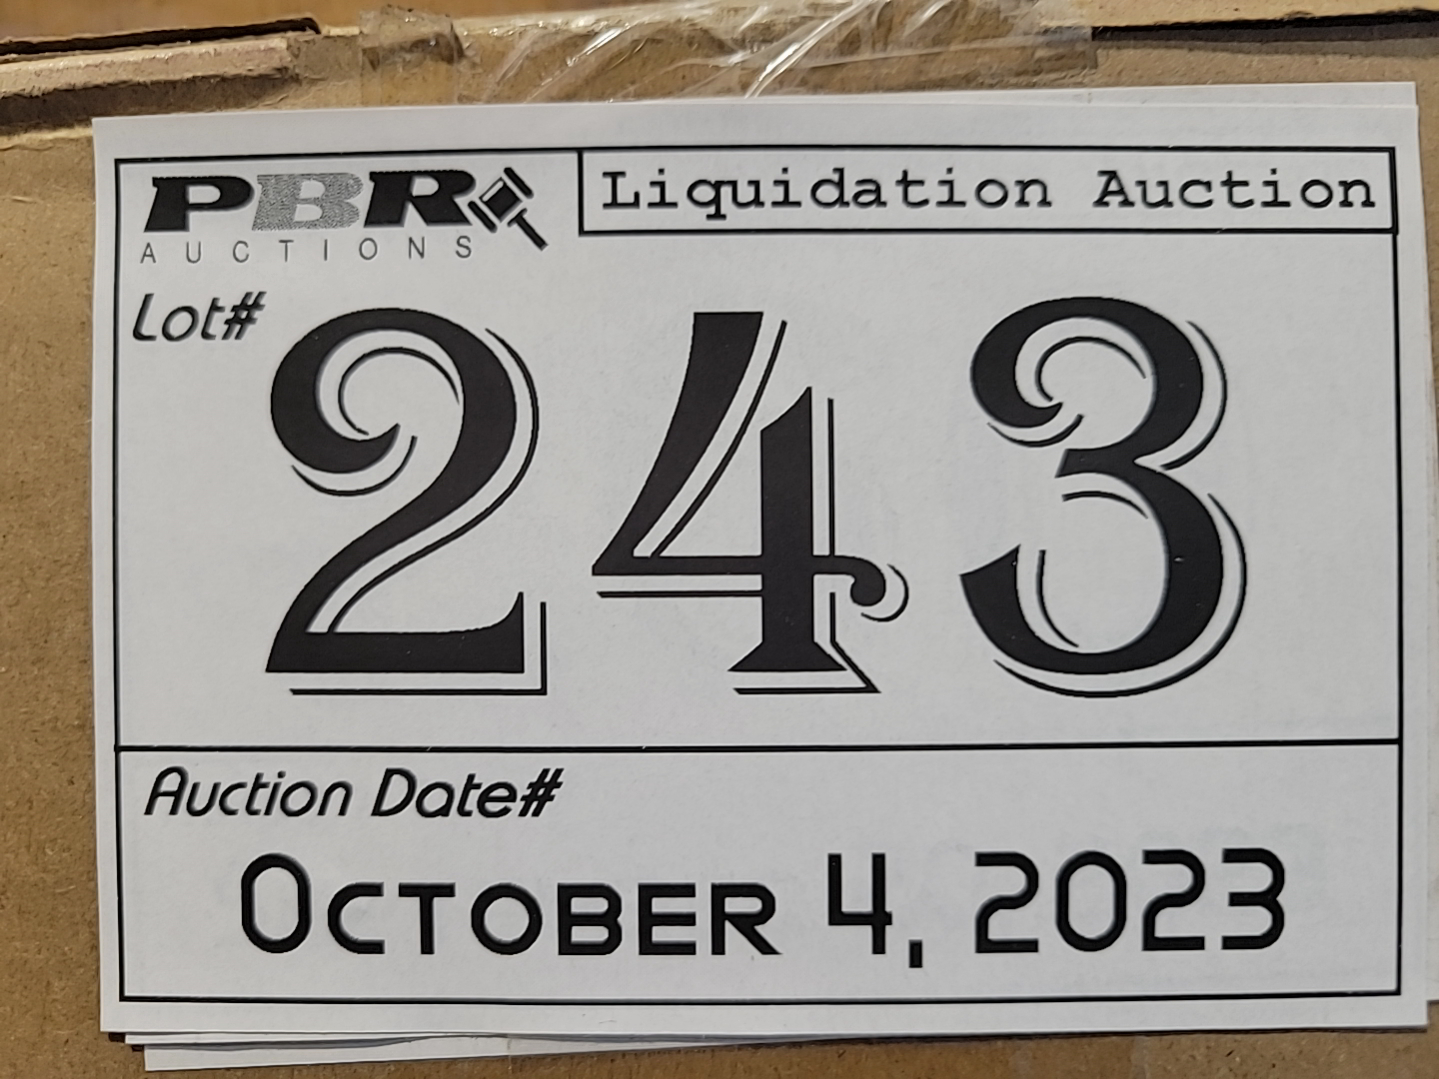 PBR
AUCTIONS
Liquidation Auction
Lot#
243
Auction Date#
OCTOBER 4, 2023